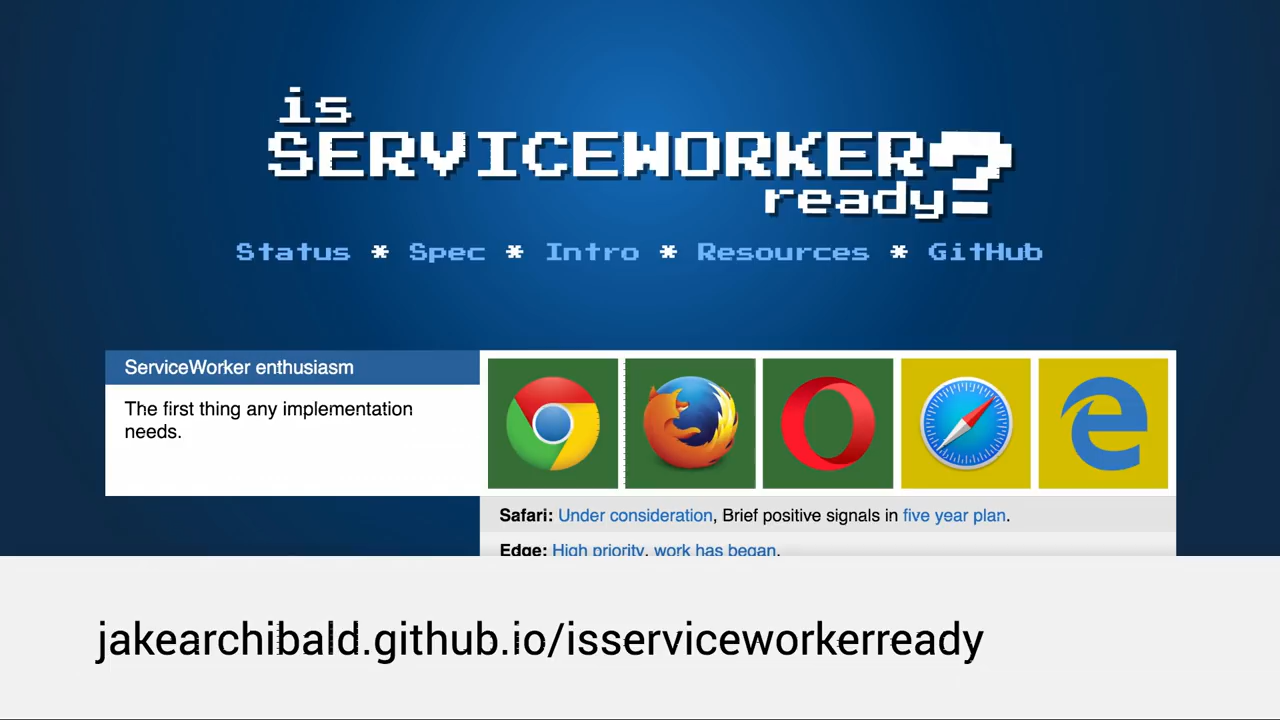 is
SERVICEWORKER?
ready
Status * Spec * Intro * Resources * GitHub
ServiceWorker enthusiasm
The first thing any implementation
needs.
Safari: Under consideration, Brief positive signals in five year plan.
Edge: High priority, work has began.
jakearchibald.github.io/isserviceworkerready